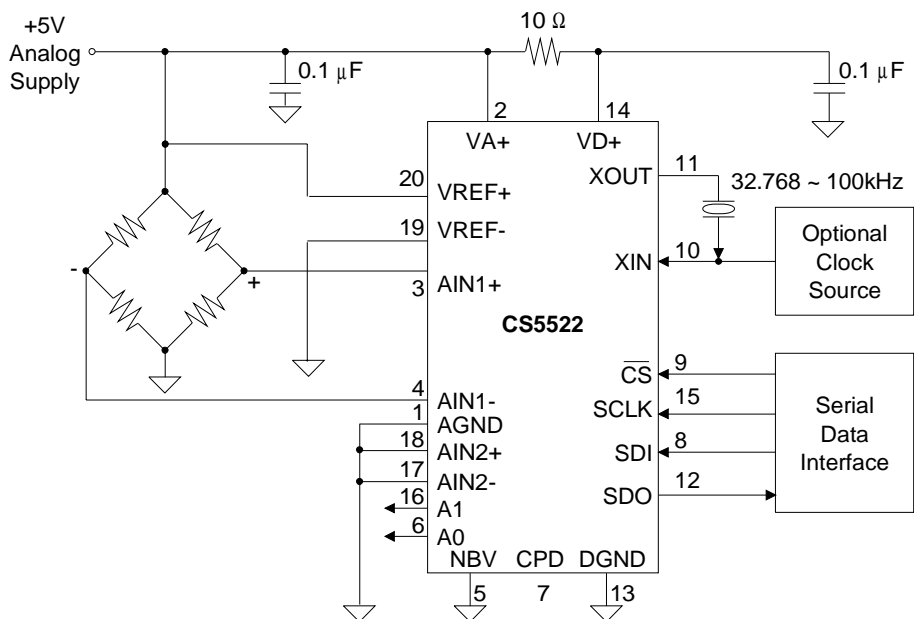 +5V
Analog
Supply
10 Ω
0.1 μF
0.1 μF
2
14
VA+
VD+
20
VREF+
19
VREF-
3
AIN1+
-
+
CS5522
XOUT
11
32.768 ~ 100kHz
XIN
10
Optional
Clock
Source
4
AIN1-
1
AGND
18
AIN2+
17
AIN2-
16
A1
6
A0
CS
9
SCLK
15
SDI
8
SDO
12
Serial
Data
Interface
NBV
CPD
DGND
5
7
13